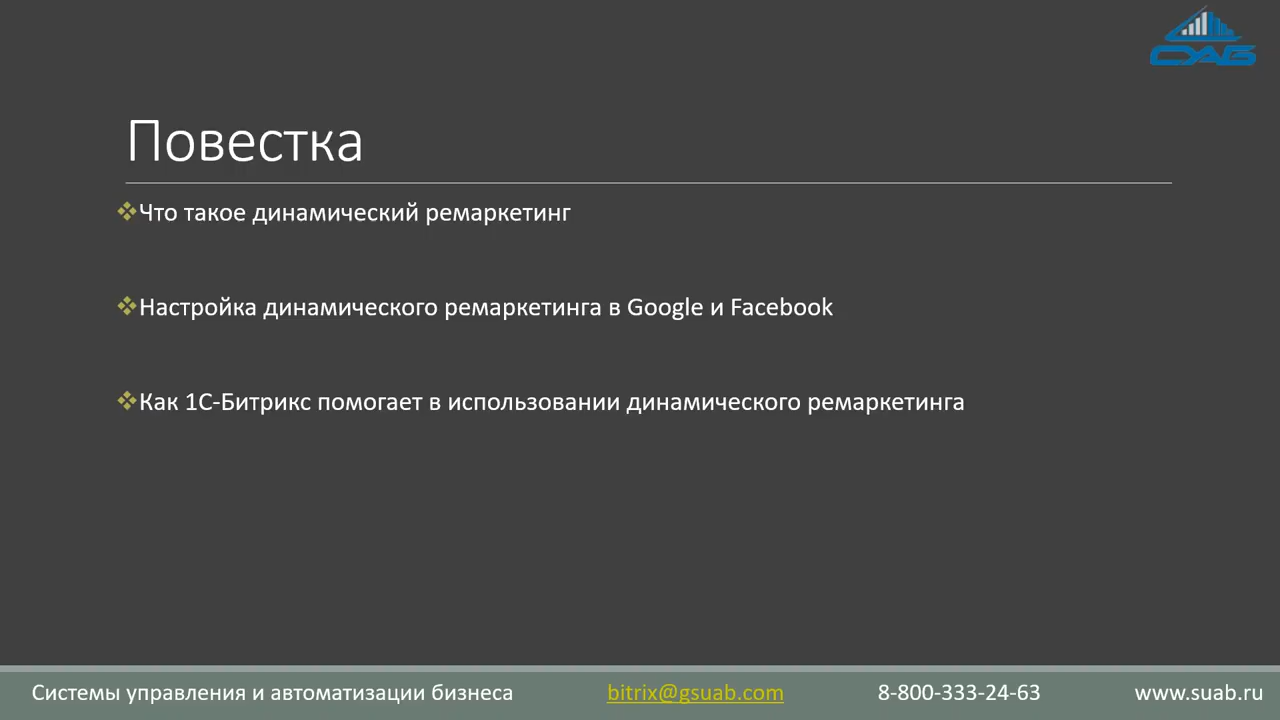 СУАБ
Повестка
❖Что такое динамический ремаркетинг
❖Настройка динамического ремаркетинга в Google и Facebook
❖Как 1С-Битрикс помогает в использовании динамического ремаркетинга
Системы управления и автоматизации бизнеса bitrix@gsuab.com 8-800-333-24-63 www.suab.ru